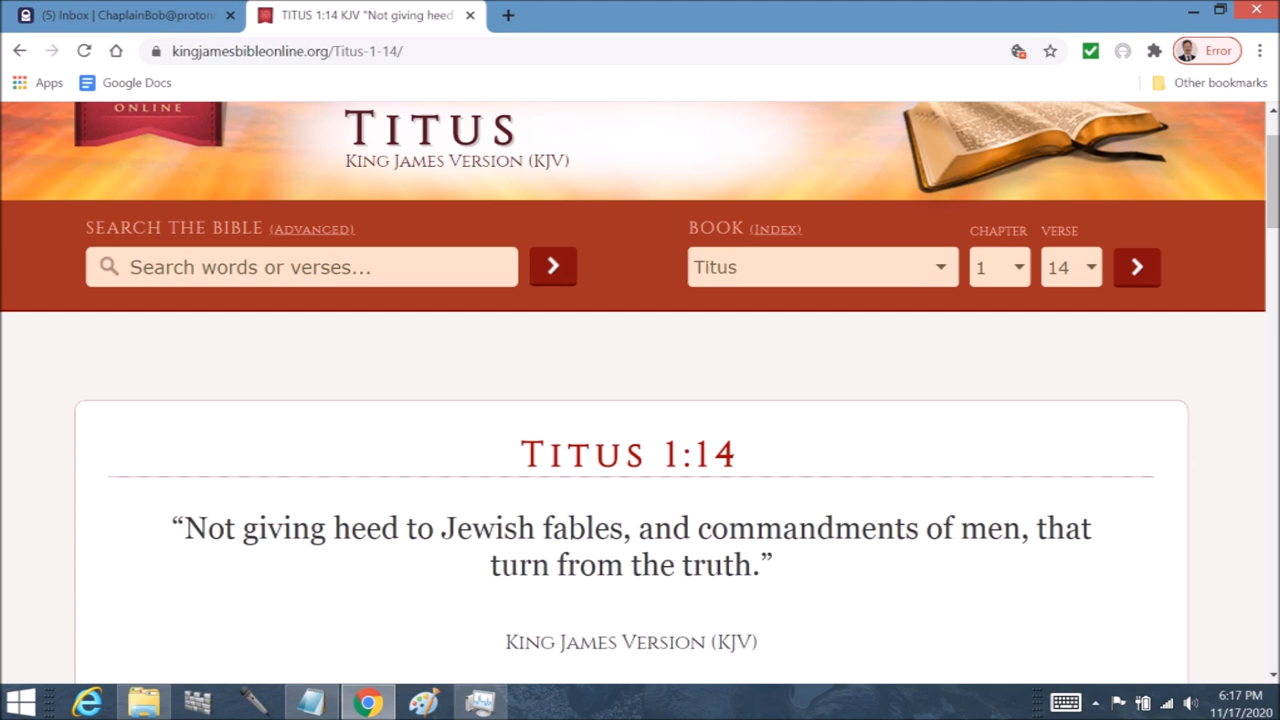 (5) Inbox | ChaplainBob@proton
TITUS 1:14 KJV "Not giving heed
kingjamesbibleonline.org/Titus-1-14/
Error
Apps
Google Docs
Other bookmarks
ONLINE
TITUS
KING JAMES VERSION (KJV)
SEARCH THE BIBLE (ADVANCED)
BOOK (INDEX)
CHAPTER
VERSE
Search words or verses...
Titus
1
14
TITUS 1:14
“Not giving heed to Jewish fables, and commandments of men, that
turn from the truth.”
KING JAMES VERSION (KJV)
6:17 PM
11/17/2020